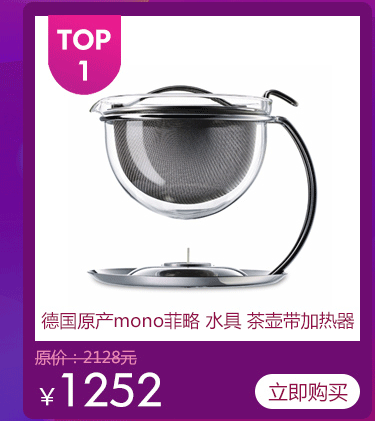 TOP
1
德国原产mono菲略 水具 茶壶带加热器
原价：2128元
￥1252
立即购买